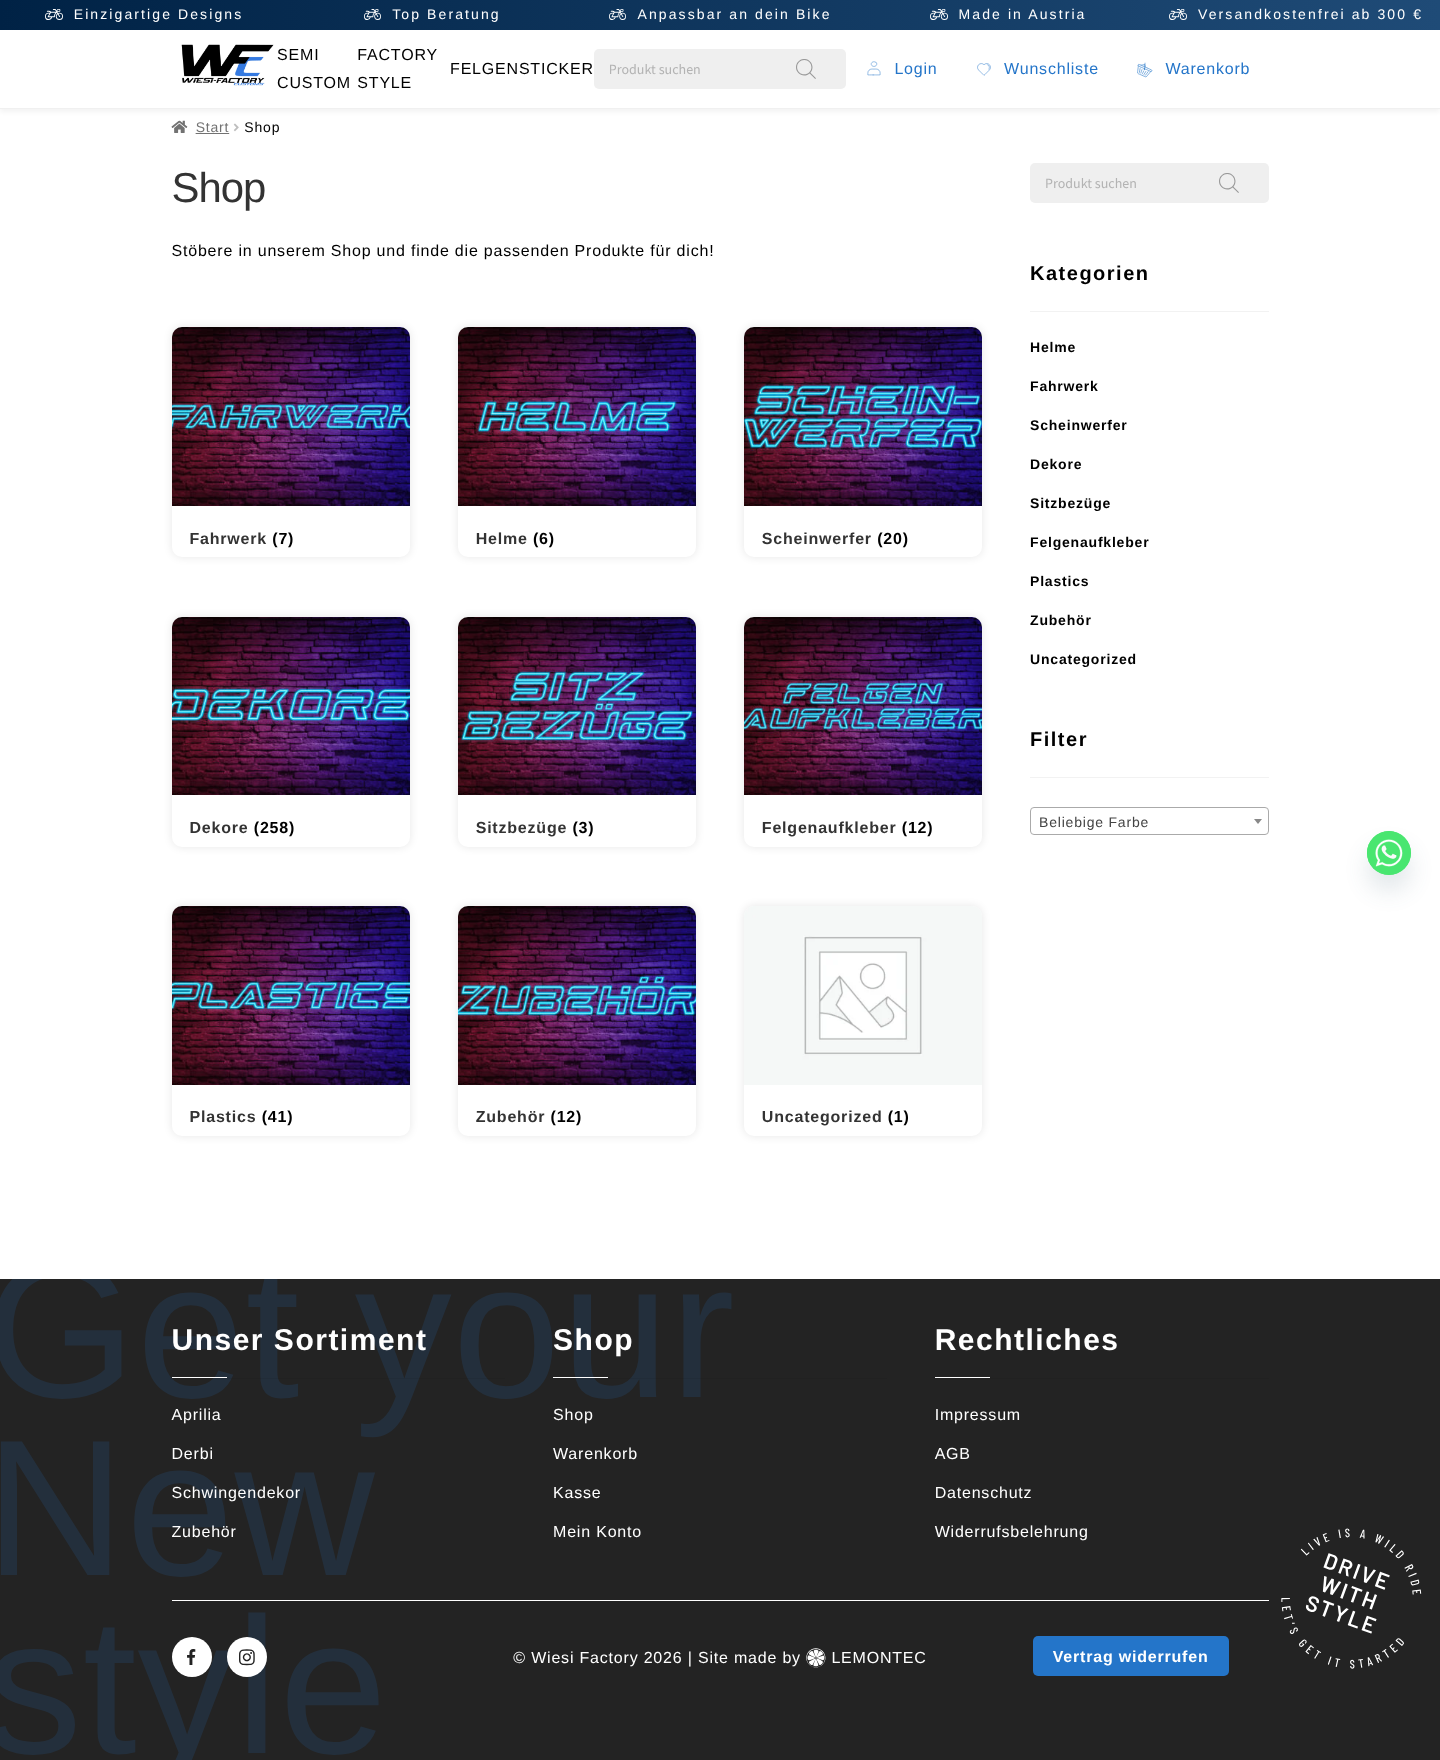 Einzigartige Designs
Top Beratung
Anpassbar an dein Bike
Made in Austria
Versandkostenfrei ab 300 €
WF
WIESI-FACTORY
SEMI CUSTOM
FACTORY STYLE
FELGENSTICKER
Produkt suchen
Login
Wunschliste
Warenkorb
Start
Shop
Shop
Stöbere in unserem Shop und finde die passenden Produkte für dich!
FAHRWERK
HELME
SCHEIN-
WERFER
Fahrwerk (7)
Helme (6)
Scheinwerfer (20)
DEKORE
SITZ
BEZÜGE
FELGEN
AUFKLEBER
Dekore (258)
Sitzbezüge (3)
Felgenaufkleber (12)
PLASTICS
ZUBEHÖR
Plastics (41)
Zubehör (12)
Uncategorized (1)
Produkt suchen
Kategorien
Helme
Fahrwerk
Scheinwerfer
Dekore
Sitzbezüge
Felgenaufkleber
Plastics
Zubehör
Uncategorized
Filter
Beliebige Farbe
Get your
New
style
Unser Sortiment
Aprilia
Derbi
Schwingendekor
Zubehör
Shop
Shop
Warenkorb
Kasse
Mein Konto
Rechtliches
Impressum
AGB
Datenschutz
Widerrufsbelehrung
LIVE IS A WILD RIDE
DRIVE
WITH
STYLE
LET'S GET IT STARTED
© Wiesi Factory 2026 | Site made by LEMONTEC
Vertrag widerrufen